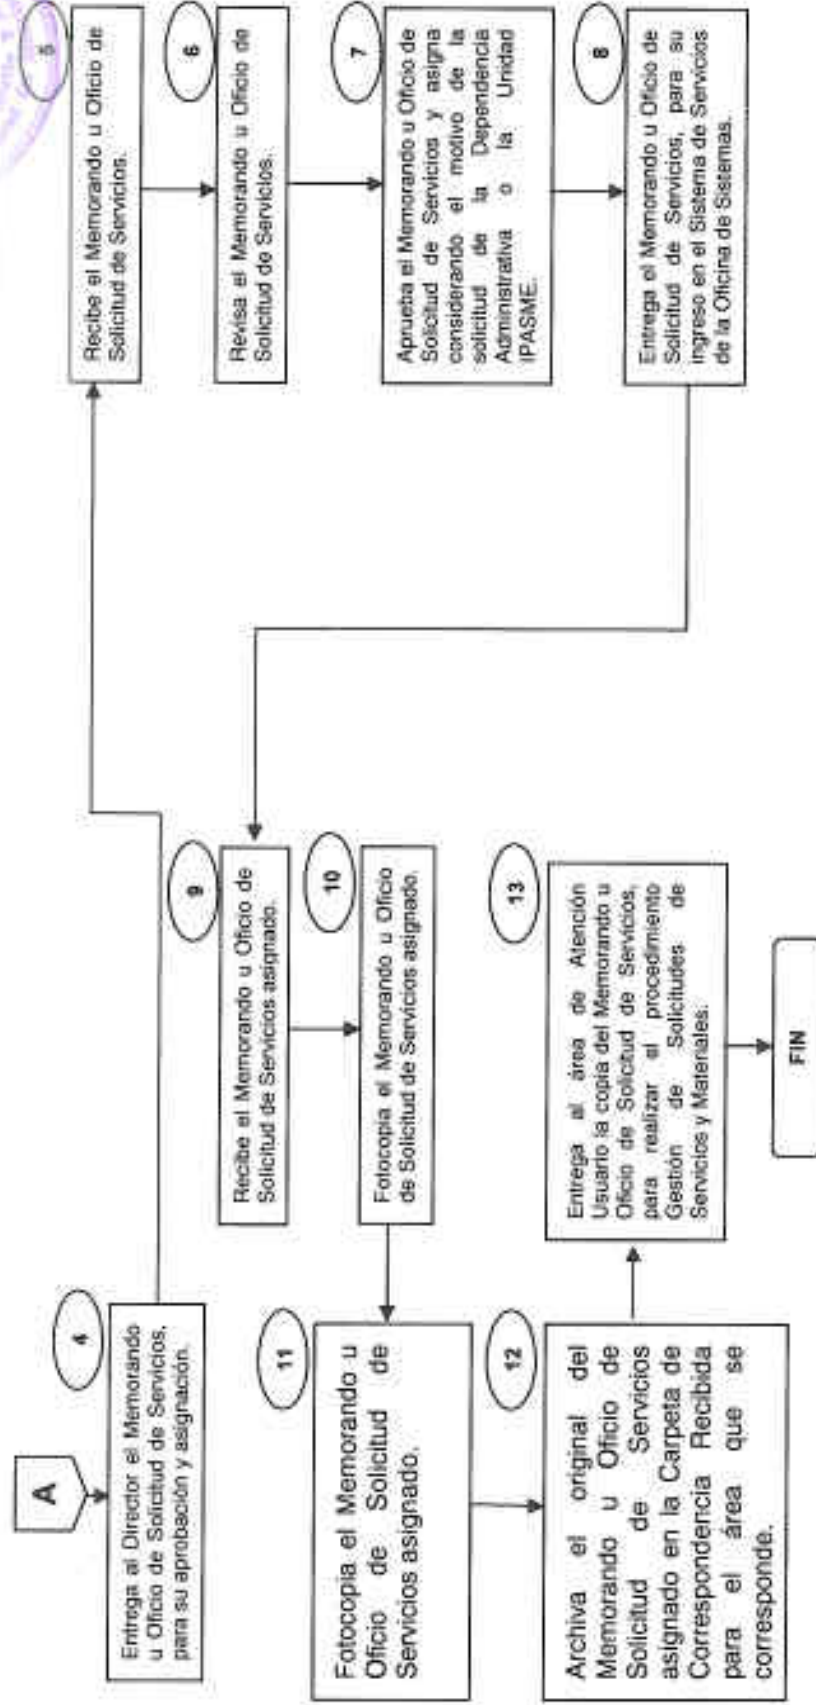 A
4
Entrega al Director el Memorando
u Oficio de Solicitud de Servicios,
para su aprobación y asignación.
5
Recibe el Memorando u Oficio de
Solicitud de Servicios.
6
Revisa el Memorando u Oficio de
Solicitud de Servicios.
7
Aprueba el Memorando u Oficio de
Solicitud de Servicios y asigna
considerando el motivo de la
solicitud de la Dependencia
Administrativa o la Unidad
IPASME.
8
Entrega el Memorando u Oficio de
Solicitud de Servicios, para su
ingreso en el Sistema de Servicios
de la Oficina de Sistemas.
9
Recibe el Memorando u Oficio de
Solicitud de Servicios asignado.
10
Fotocopia el Memorando u Oficio
de Solicitud de Servicios asignado.
11
Fotocopia el Memorando u
Oficio de Solicitud de
Servicios asignado.
12
Archiva el original del
Memorando u Oficio de
Solicitud de Servicios
asignado en la Carpeta de
Correspondencia Recibida
para el área que se
corresponde.
13
Entrega al área de Atención
Usuario la copia del Memorando u
Oficio de Solicitud de Servicios,
para realizar el procedimiento
Gestión de Solicitudes de
Servicios y Materiales.
FIN